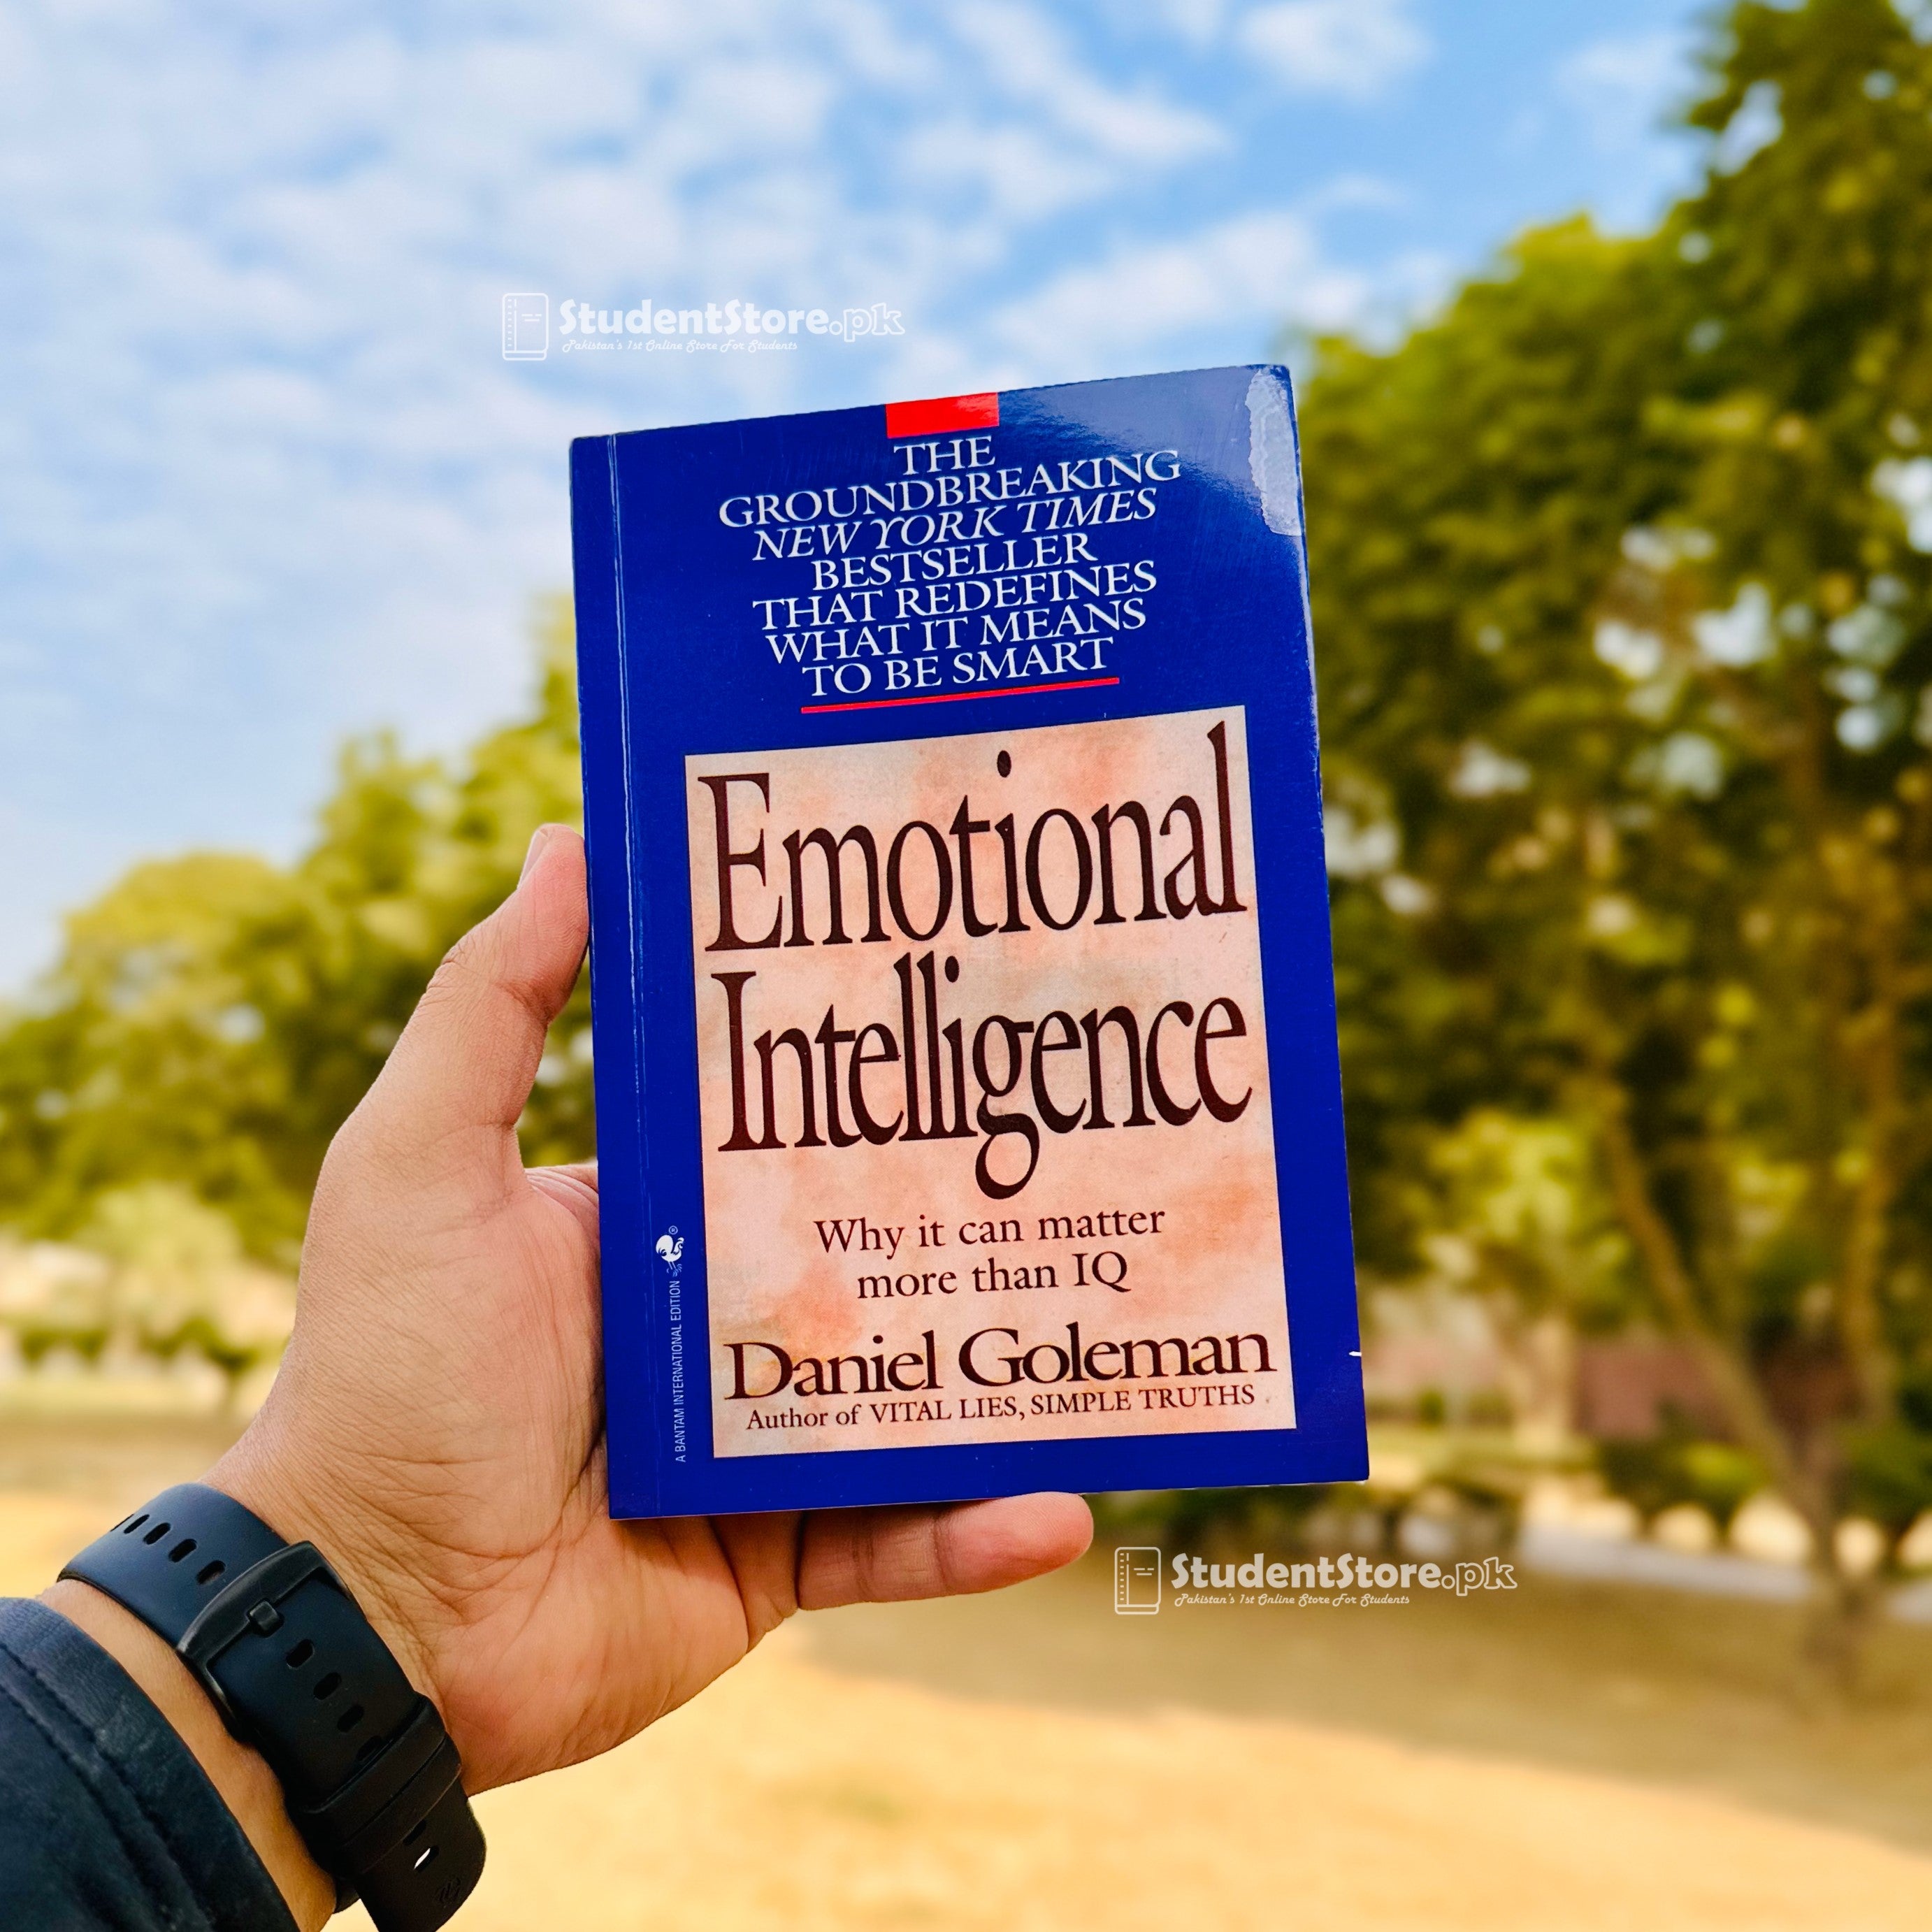 StudentStore.pk
Pakistan's 1st Online Store For Students
THE
GROUNDBREAKING
NEW YORK TIMES
BESTSELLER
THAT REDEFINES
WHAT IT MEANS
TO BE SMART
Emotional
Intelligence
Why it can matter
more than IQ
Daniel Goleman
Author of VITAL LIES, SIMPLE TRUTHS
A BANTAM INTERNATIONAL EDITION
StudentStore.pk
Pakistan's 1st Online Store For Students